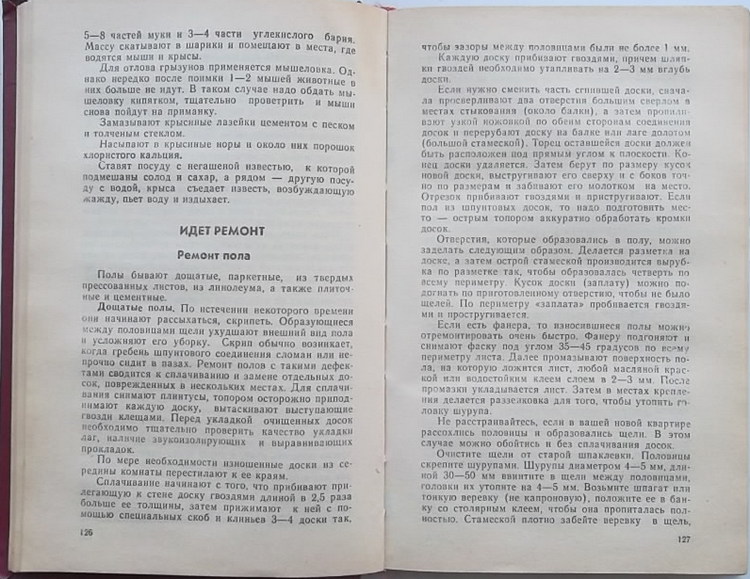 5—8 частей муки и 3—4 части углекислого бария.
Массу скатывают в шарики и помещают в места, где
водятся мыши и крысы.
Для отлова грызунов применяется мышеловка. Од-
нако нередко после поимки 1—2 мышей животные в
них больше не идут. В таком случае надо обдать мы-
шеловку кипятком, тщательно проветрить и мыши
снова пойдут на приманку.
Замазывают крысиные лазейки цементом с песком
и толченым стеклом.
Насыпают в крысиные норы и около них порошок
хлористого кальция.
Ставят посуду с негашеной известью, к которой
подмешаны солод и сахар, а рядом — другую посу-
ду с водой, крыса съедает известь, возбуждающую
жажду, пьет воду и издыхает.
ИДЕТ РЕМОНТ
Ремонт пола
Полы бывают дощатые, паркетные, из твердых
прессованных листов, из линолеума, а также плиточ-
ные и цементные.
Дощатые полы. По истечении некоторого времени
они начинают рассыхаться, скрипеть. Образующиеся
между половицами щели ухудшают внешний вид пола
и усложняют его уборку. Скрип обычно возникает,
когда гребень шпунтового соединения сломан или не-
прочно сидит в пазах. Ремонт полов с такими дефек-
тами сводится к сплачиванию и замене отдельных до-
сок, поврежденных в нескольких местах. Для сплачи-
вания снимают плинтусы, топором осторожно припод-
нимают каждую доску, вытаскивают выступающие
гвозди клещами. Перед укладкой очищенных досок
необходимо тщательно проверить качество укладки
лаг, наличие звукоизолирующих и выравнивающих
прокладок.
По мере необходимости изношенные доски из се-
редины комнаты перестилают к ее краям.
Сплачивание начинают с того, что прибивают при-
легающую к стене доску гвоздями длиной в 2,5 раза
больше ее толщины, затем прижимают к ней с по-
мощью специальных скоб и клиньев 3—4 доски так,
126
чтобы зазоры между половицами были не более 1 мм.
Каждую доску прибивают гвоздями, причем шляп-
ки гвоздей необходимо утапливать на 2—3 мм вглубь
доски.
Если нужно сменить часть сгнившей доски, снача-
ла просверливают два отверстия большим сверлом в
местах стыкования (около балки), а затем пропили-
вают узкой ножовкой по обеим сторонам соединения
досок и перерубают доску на балке или лаге долотом
(большой стамеской). Торец оставшейся доски должен
быть расположен под прямым углом к плоскости. Ко-
нец доски удаляется. Затем берут по размеру кусок
новой доски, выстругивают его сверху и с боков точ-
но по размерам и забивают его молотком на место.
Отрезок прибивают гвоздями и пристругивают. Если
пол из шпунтовых досок, то надо подготовить мес-
то — острым топором аккуратно обработать кромки
досок.
Отверстия, которые образовались в полу, можно
заделать следующим образом. Делается разметка на
доске, а затем острой стамеской производится выруб-
ка по разметке так, чтобы образовалась четверть по
всему периметру. Кусок доски (заплату) можно по-
догнать по приготовленному отверстию, чтобы не было
щелей. По периметру «заплата» пробивается гвоздя-
ми и простругивается.
Если есть фанера, то износившиеся полы можно
отремонтировать очень быстро. Фанеру подгоняют и
снимают фаску под углом 35—45 градусов по всему
периметру листа. Далее промазывают поверхность по-
ла, на которую ложится лист, любой масляной крас-
кой или водостойким клеем слоем в 2—3 мм. После
промазки укладывается лист. Затем в местах крепле-
ния делается раззелковка для того, чтобы утопить го-
ловку шурупа.
Не расстраивайтесь, если в вашей новой квартире
рассохлись половицы и образовались щели. В этом
случае можно обойтись и без сплачивания досок.
Очистите щели от старой шпаклевки. Половицы
скрепите шурупами. Шурупы диаметром 4—5 мм, дли-
ной 30—50 мм ввинтите в щели между половицами,
головки их утопите на 4—5 мм. Возьмите шпагат или
тонкую веревку (не капроновую), положите ее в бан-
ку со столярным клеем, чтобы она пропиталась пол-
ностью. Стамеской плотно забейте веревку в щель,
127